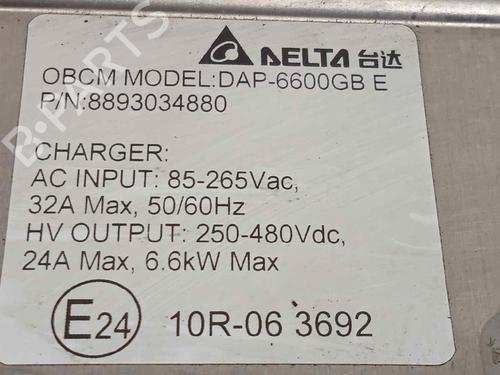 DELTA 台达
OBCM MODEL:DAP-6600GB E
P/N:8893034880
CHARGER:
AC INPUT: 85-265Vac,
32A Max, 50/60Hz
HV OUTPUT: 250-480Vdc,
24A Max, 6.6kW Max
E24 10R-06 3692
B-PARTS